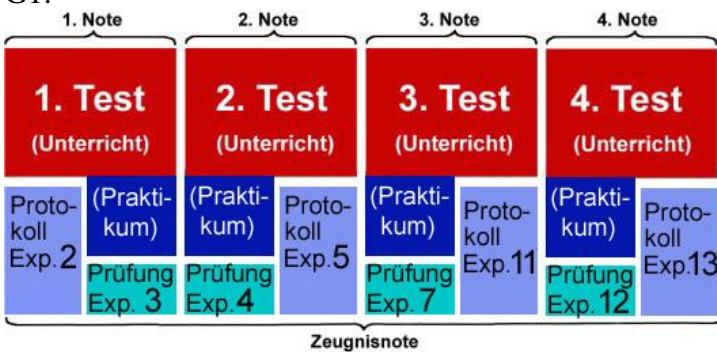 1. Note 2. Note 3. Note 4. Note
1. Test 2. Test 3. Test 4. Test
(Unterricht) (Unterricht) (Unterricht) (Unterricht)
Proto-
koll
Exp. 2
(Prakti-
kum)
Prüfung
Exp. 3
(Prakti-
kum)
Prüfung
Exp. 4
Proto-
koll
Exp. 5
(Prakti-
kum)
Prüfung
Exp. 7
Proto-
koll
Exp. 11
(Prakti-
kum)
Prüfung
Exp. 12
Proto-
koll
Exp. 13
Zeugnisnote